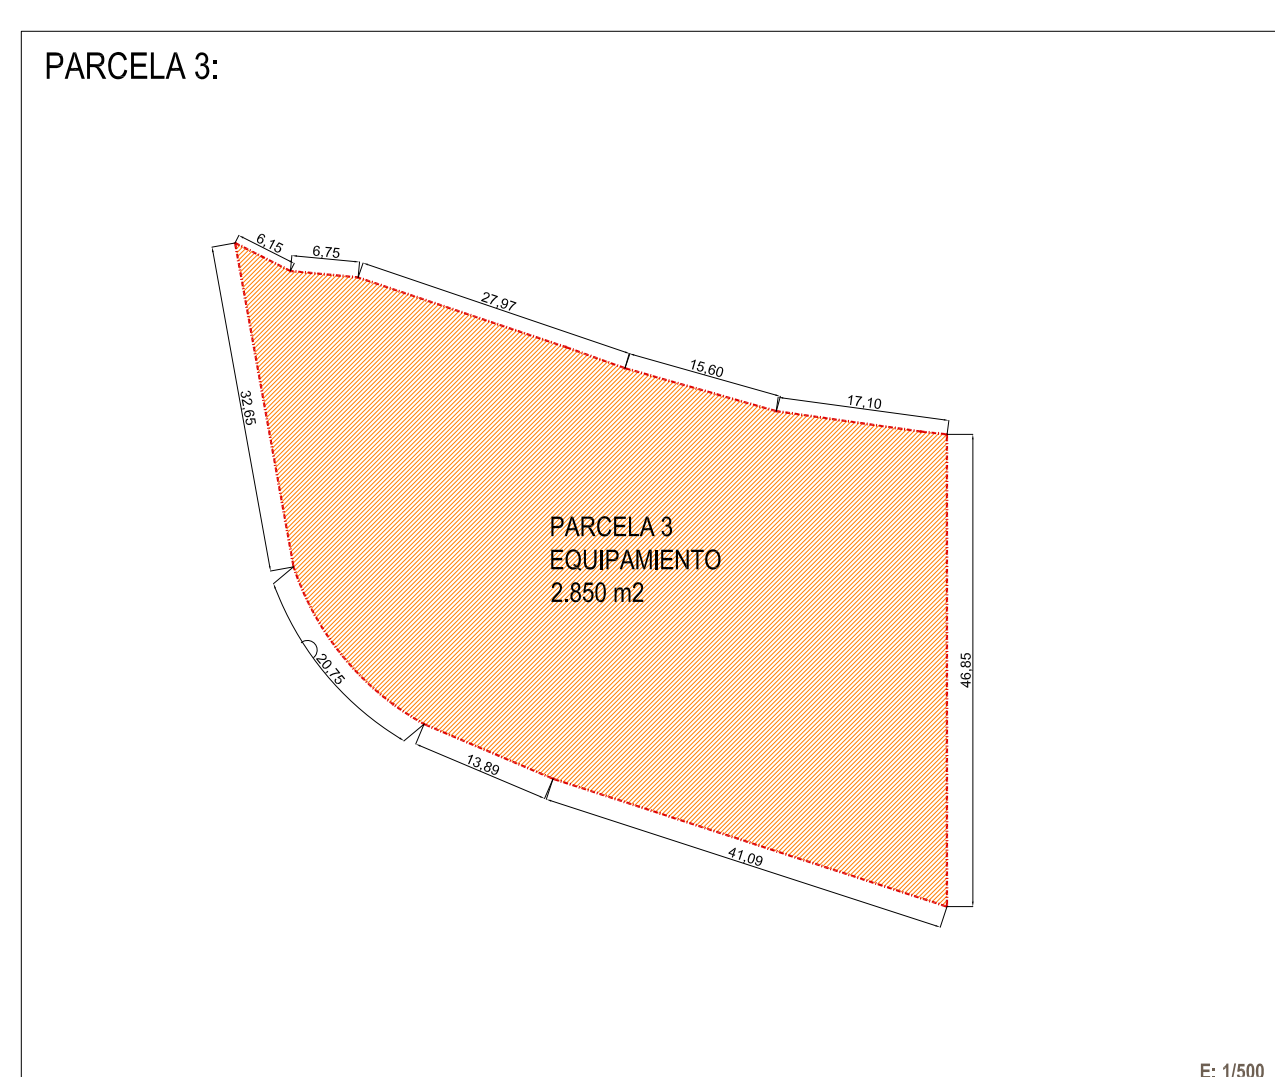 PARCELA 3:
6,15
6,75
27,97
15,60
17,10
32,65
PARCELA 3
EQUIPAMIENTO
2.850 m2
46,85
20,75
13,89
41,09
E: 1/500